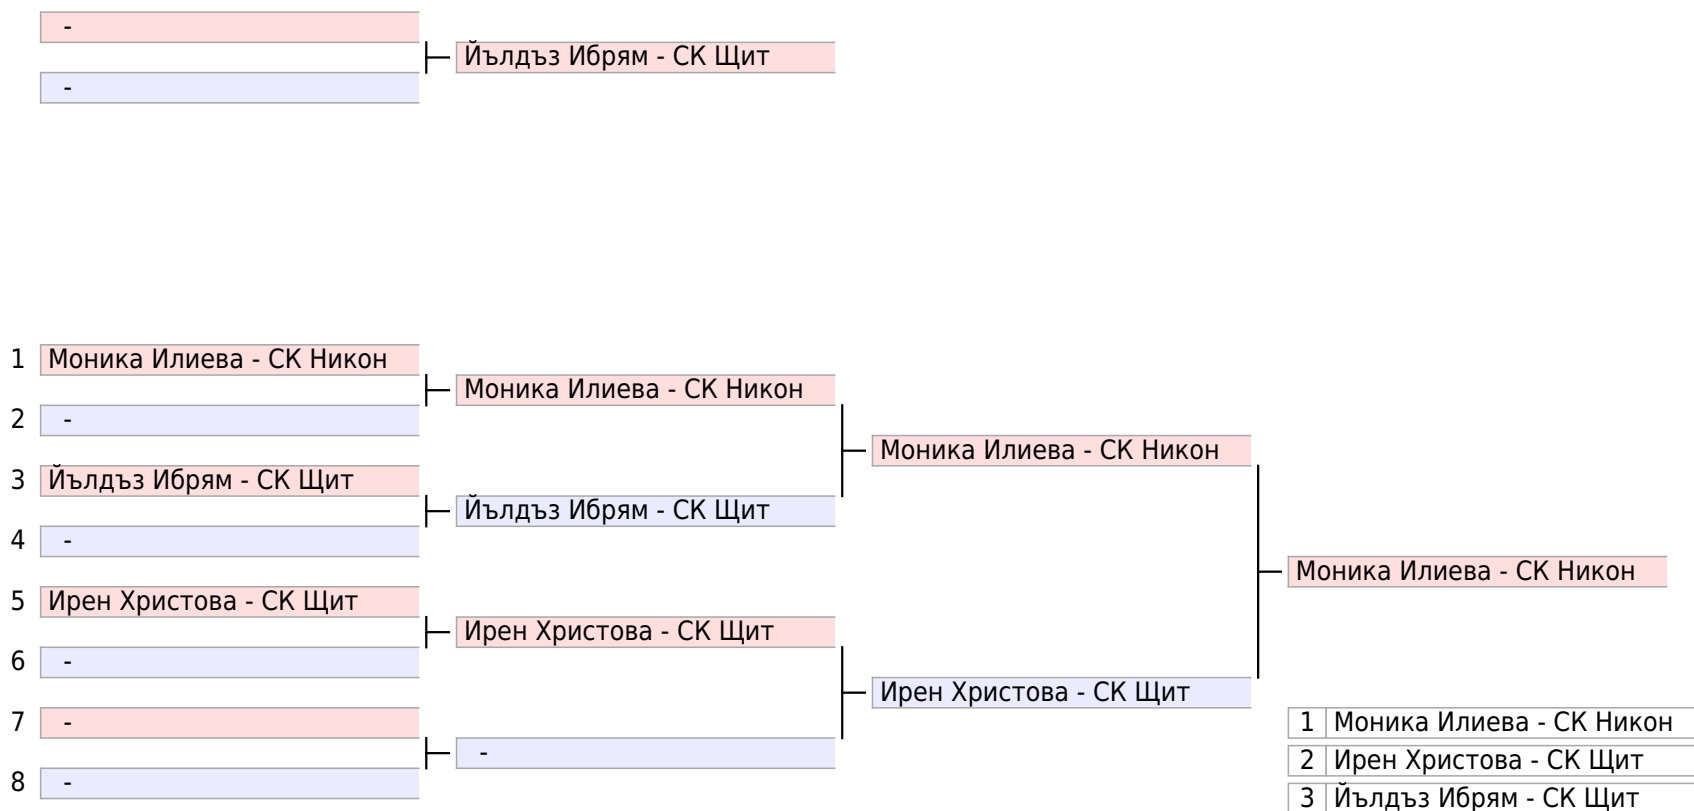 -
Йълдъз Ибрям - СК Щит
-
1 Моника Илиева - СК Никон
Моника Илиева - СК Никон
2 -
Моника Илиева - СК Никон
3 Йълдъз Ибрям - СК Щит
Йълдъз Ибрям - СК Щит
4 -
Моника Илиева - СК Никон
5 Ирен Христова - СК Щит
Ирен Христова - СК Щит
6 -
Ирен Христова - СК Щит
7 -
-
8 -
1 Моника Илиева - СК Никон
2 Ирен Христова - СК Щит
3 Йълдъз Ибрям - СК Щит